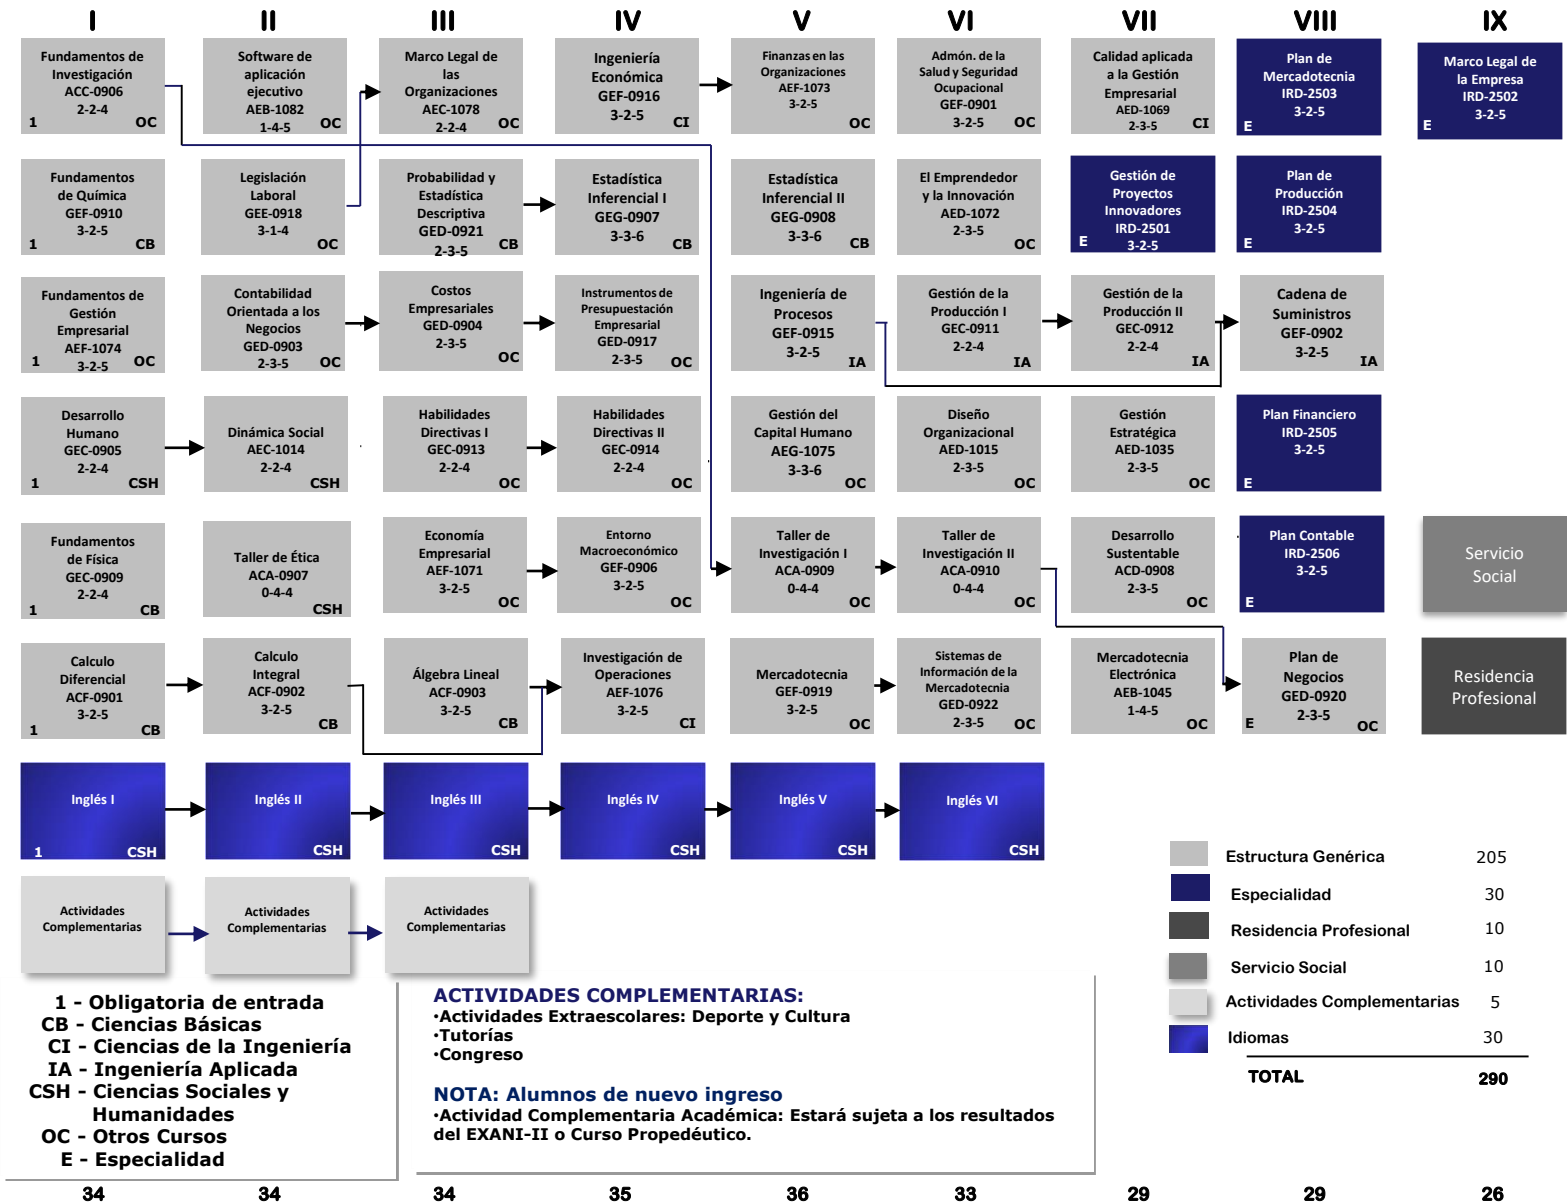 I II III IV V VI VII VIII IX
Fundamentos de
Investigación
ACC-0906
2-2-4
1 OC
Software de
aplicación
ejecutivo
AEB-1082
1-4-5 OC
Marco Legal de
las
Organizaciones
AEC-1078
2-2-4 OC
Ingeniería
Económica
GEF-0916
3-2-5
CI
Finanzas en las
Organizaciones
AEF-1073
3-2-5
OC
Admón. de la
Salud y Seguridad
Ocupacional
GEF-0901
3-2-5 OC
Calidad aplicada
a la Gestión
Empresarial
AED-1069
2-3-5 CI
Plan de
Mercadotecnia
IRD-2503
3-2-5
E
Marco Legal de
la Empresa
IRD-2502
3-2-5
E
Fundamentos
de Química
GEF-0910
3-2-5
1 CB
Legislación
Laboral
GEE-0918
3-1-4
OC
Probabilidad y
Estadística
Descriptiva
GED-0921
2-3-5 CB
Estadística
Inferencial I
GEG-0907
3-3-6
CB
Estadística
Inferencial II
GEG-0908
3-3-6
CB
El Emprendedor
y la Innovación
AED-1072
2-3-5
OC
Gestión de
Proyectos
Innovadores
IRD-2501
3-2-5
E
Plan de
Producción
IRD-2504
3-2-5
E
Fundamentos de
Gestión
Empresarial
AEF-1074
3-2-5
1 OC
Contabilidad
Orientada a los
Negocios
GED-0903
2-3-5 OC
Costos
Empresariales
GED-0904
2-3-5
OC
Instrumentos de
Presupuestación
Empresarial
GED-0917
2-3-5 OC
Ingeniería de
Procesos
GEF-0915
3-2-5
IA
Gestión de la
Producción I
GEC-0911
2-2-4
IA
Gestión de la
Producción II
GEC-0912
2-2-4
IA
Cadena de
Suministros
GEF-0902
3-2-5
IA
Desarrollo
Humano
GEC-0905
2-2-4
1 CSH
Dinámica Social
AEC-1014
2-2-4
CSH
Habilidades
Directivas I
GEC-0913
2-2-4
OC
Habilidades
Directivas II
GEC-0914
2-2-4
OC
Gestión del
Capital Humano
AEG-1075
3-3-6
OC
Diseño
Organizacional
AED-1015
2-3-5
OC
Gestión
Estratégica
AED-1035
2-3-5
OC
Plan Financiero
IRD-2505
3-2-5
E
Fundamentos
de Física
GEC-0909
2-2-4
1 CB
Taller de Ética
ACA-0907
0-4-4
CSH
Economía
Empresarial
AEF-1071
3-2-5
OC
Entorno
Macroeconómico
GEF-0906
3-2-5
OC
Taller de
Investigación I
ACA-0909
0-4-4
OC
Taller de
Investigación II
ACA-0910
0-4-4
OC
Desarrollo
Sustentable
ACD-0908
2-3-5
OC
Plan Contable
IRD-2506
3-2-5
E
Servicio
Social
Calculo
Diferencial
ACF-0901
3-2-5
1 CB
Calculo
Integral
ACF-0902
3-2-5
CB
Álgebra Lineal
ACF-0903
3-2-5
CB
Investigación de
Operaciones
AEF-1076
3-2-5
CI
Mercadotecnia
GEF-0919
3-2-5
OC
Sistemas de
Información de la
Mercadotecnia
GED-0922
2-3-5 OC
Mercadotecnia
Electrónica
AEB-1045
1-4-5
OC
Plan de
Negocios
GED-0920
2-3-5
E OC
Residencia
Profesional
Inglés I
1 CSH
Inglés II
CSH
Inglés III
CSH
Inglés IV
CSH
Inglés V
CSH
Inglés VI
CSH
Actividades
Complementarias
Actividades
Complementarias
Actividades
Complementarias
Estructura Genérica 205
Especialidad 30
Residencia Profesional 10
Servicio Social 10
Actividades Complementarias 5
Idiomas 30
TOTAL 290
1 - Obligatoria de entrada
CB - Ciencias Básicas
CI - Ciencias de la Ingeniería
IA - Ingeniería Aplicada
CSH - Ciencias Sociales y
Humanidades
OC - Otros Cursos
E - Especialidad
ACTIVIDADES COMPLEMENTARIAS:
•Actividades Extraescolares: Deporte y Cultura
•Tutorías
•Congreso
NOTA: Alumnos de nuevo ingreso
•Actividad Complementaria Académica: Estará sujeta a los resultados
del EXANI-II o Curso Propedéutico.
34 34 34 35 36 33 29 29 26